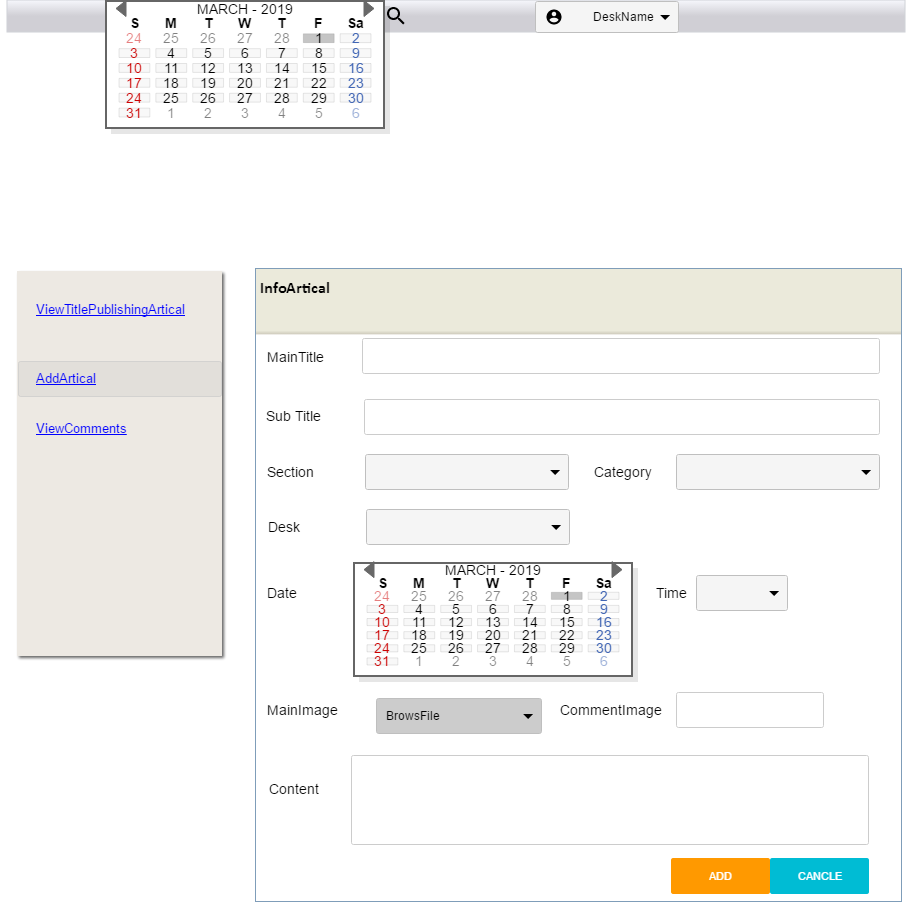 MARCH - 2019
S M T W T F Sa
24 25 26 27 28 1 2
3 4 5 6 7 8 9
10 11 12 13 14 15 16
17 18 19 20 21 22 23
24 25 26 27 28 29 30
31 1 2 3 4 5 6
DeskName
ViewTitlePublishingArtical
AddArtical
ViewComments
InfoArtical
MainTitle
Sub Title
Section
Category
Desk
Date
MARCH - 2019
S M T W T F Sa
24 25 26 27 28 1 2
3 4 5 6 7 8 9
10 11 12 13 14 15 16
17 18 19 20 21 22 23
24 25 26 27 28 29 30
31 1 2 3 4 5 6
Time
MainImage
BrowsFile
CommentImage
Content
ADD
CANCLE